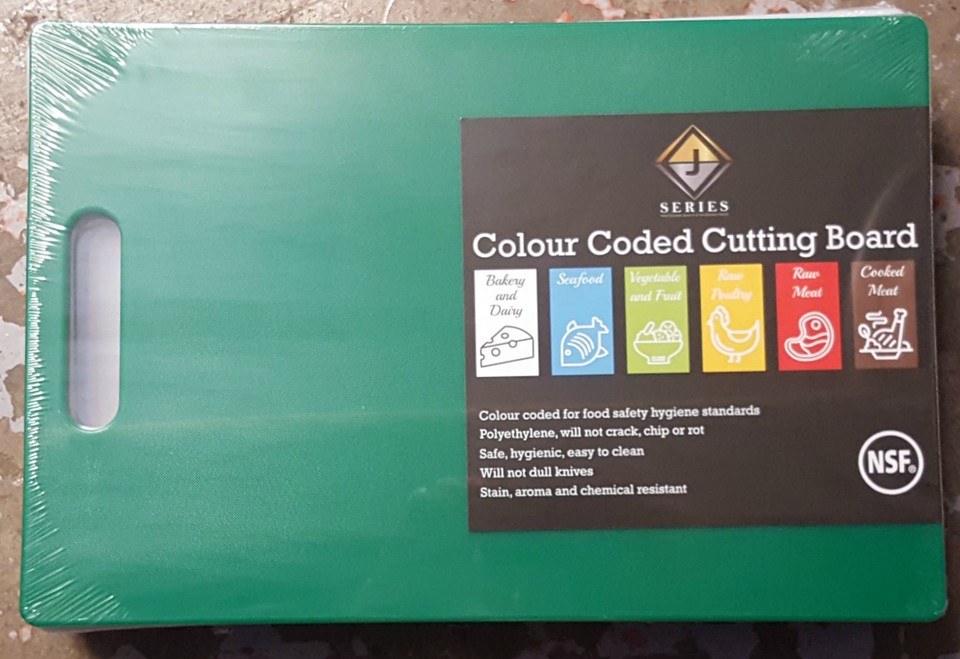 J
SERIES
Colour Coded Cutting Board
Bakery
and
Dairy
Seafood
Vegetable
and Fruit
Raw
Poultry
Raw
Meat
Cooked
Meat
Colour coded for food safety hygiene standards
Polyethylene, will not crack, chip or rot
Safe, hygienic, easy to clean
Will not dull knives
Stain, aroma and chemical resistant
NSF®